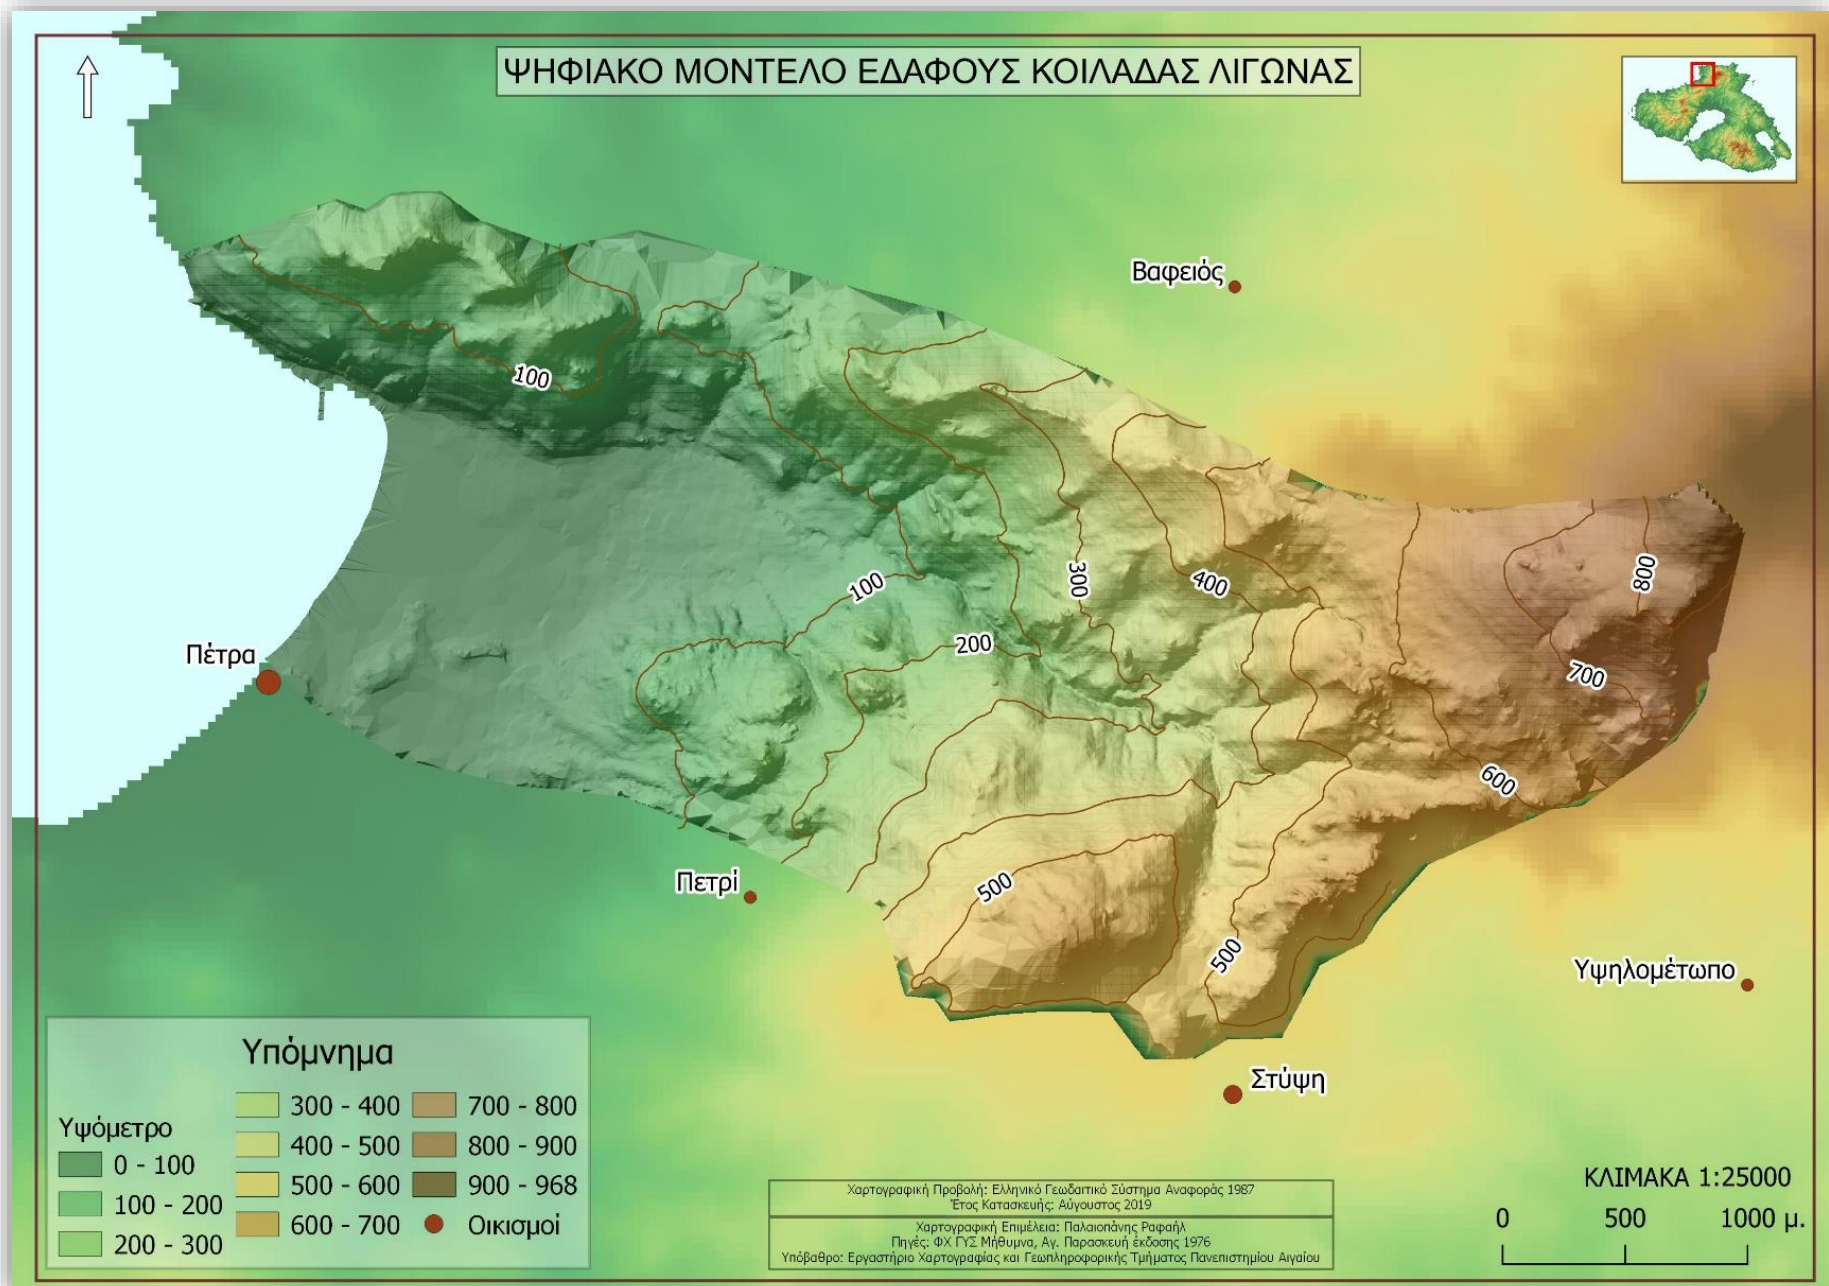 ΨΗΦΙΑΚΟ ΜΟΝΤΕΛΟ ΕΔΑΦΟΥΣ ΚΟΙΛΑΔΑΣ ΛΙΓΩΝΑΣ
Βαφειός
100
300
400
800
100
200
Πέτρα
700
600
Πετρί
500
500
Υψηλομέτωπο
Στύψη
Υπόμνημα
Υψόμετρο
0 - 100
100 - 200
200 - 300
300 - 400
400 - 500
500 - 600
600 - 700
700 - 800
800 - 900
900 - 968
Οικισμοί
Χαρτογραφική Προβολή: Ελληνικό Γεωδαιτικό Σύστημα Αναφοράς 1987
Έτος Κατασκευής: Αύγουστος 2019
Χαρτογραφική Επιμέλεια: Παλαιοπάνης Ραφαήλ
Πηγές: ΦΧ ΓΥΣ Μήθυμνα, Αγ. Παρασκευή έκδοσης 1976
Υπόβαθρο: Εργαστήριο Χαρτογραφίας και Γεωπληροφορικής Τμήματος Πανεπιστημίου Αιγαίου
ΚΛΙΜΑΚΑ 1:25000
0 500 1000 μ.